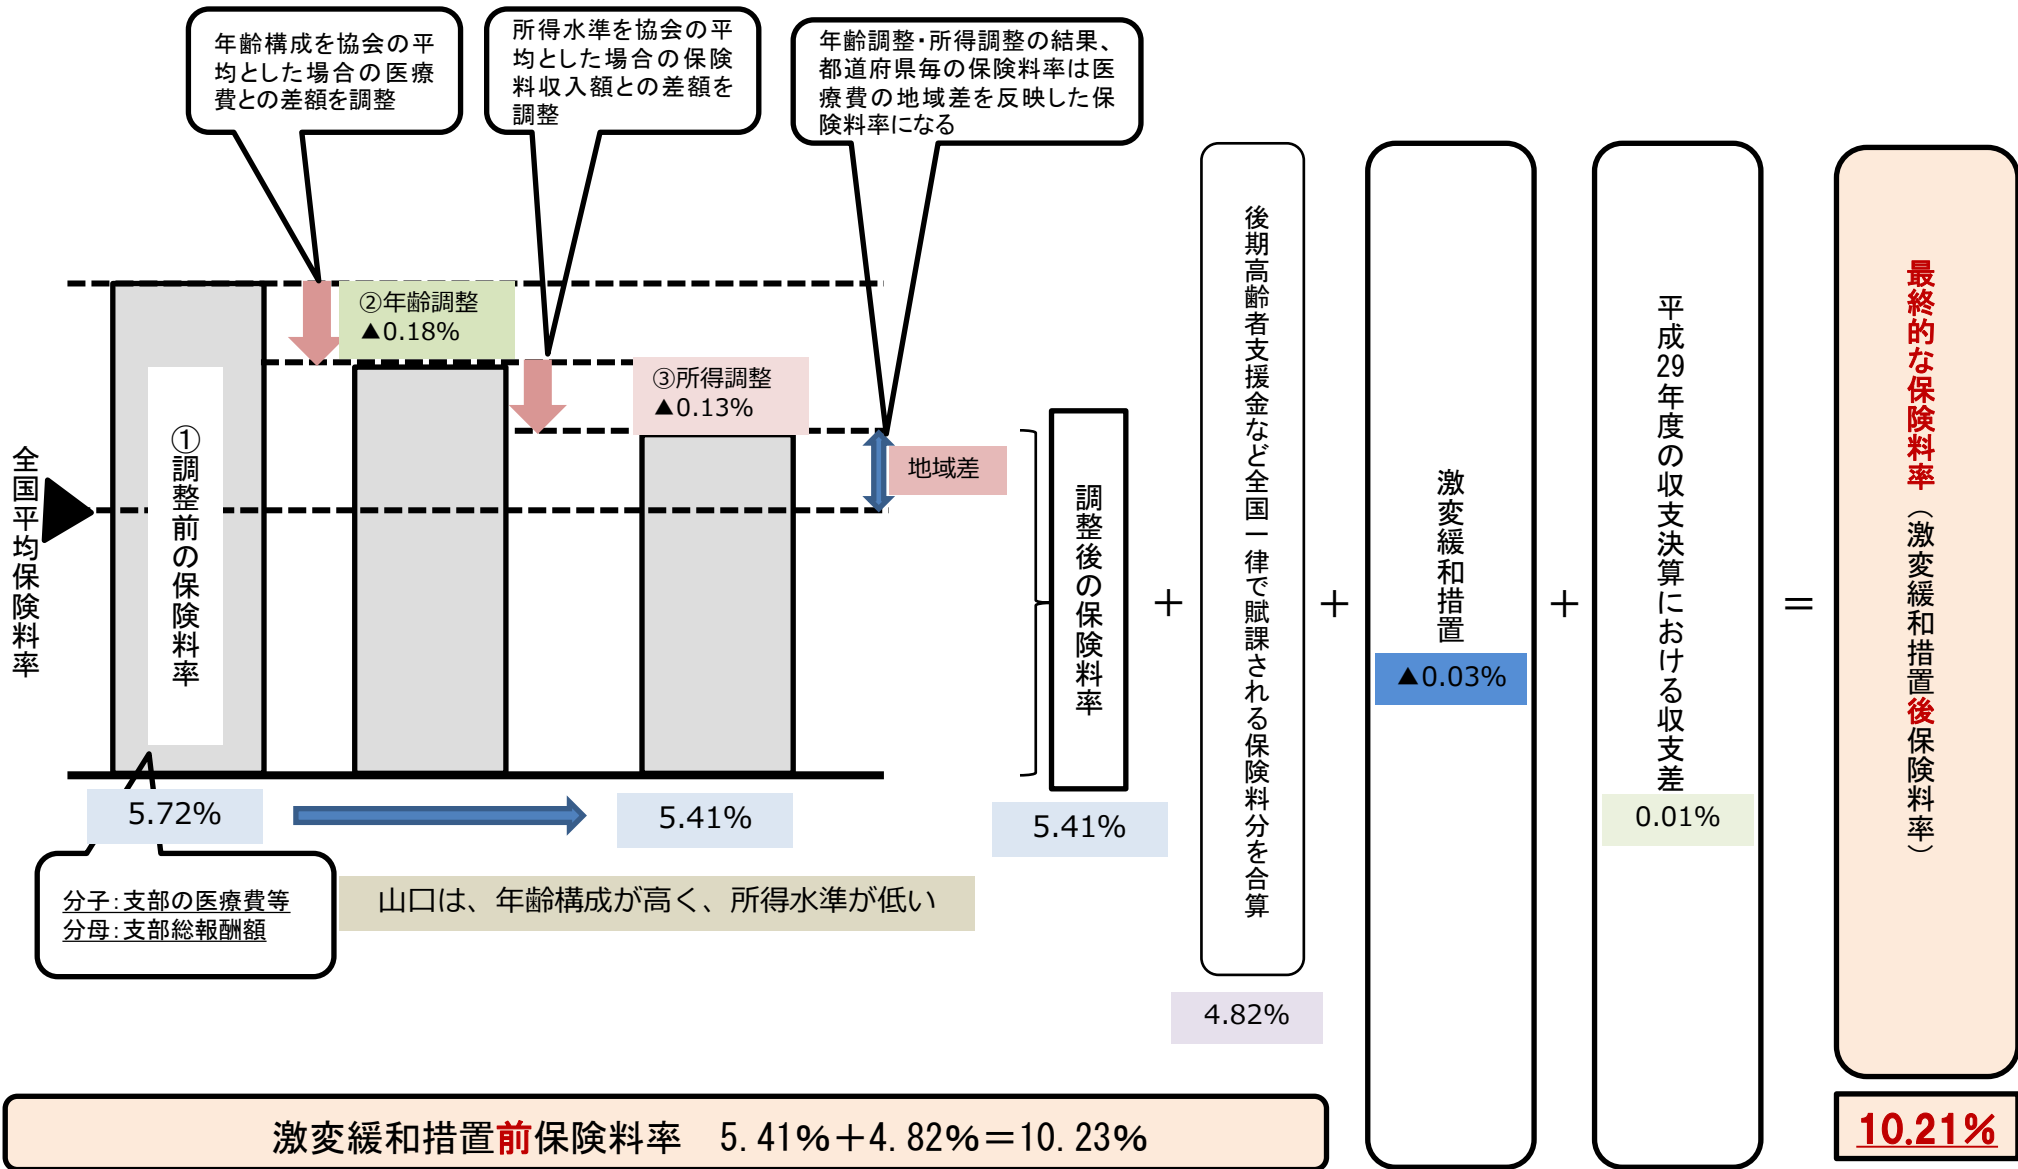 年齢構成を協会の平
均とした場合の医療
費との差額を調整
所得水準を協会の平
均とした場合の保険
料収入額との差額を
調整
年齢調整・所得調整の結果、
都道府県毎の保険料率は医
療費の地域差を反映した保
険料率になる
②年齢調整
▲0.18%
③所得調整
▲0.13%
地域差
全国平均保険料率
①調整前の保険料率
5.72%
5.41%
分子：支部の医療費等
分母：支部総報酬額
山口は、年齢構成が高く、所得水準が低い
調整後の保険料率
5.41%
＋
後期高齢者支援金など全国一律で賦課される保険料分を合算
4.82%
＋
激変緩和措置
▲0.03%
＋
平成29年度の収支決算における収支差
0.01%
＝
最終的な保険料率（激変緩和措置後保険料率）
10.21%
激変緩和措置前保険料率　5.41%＋4.82%＝10.23%